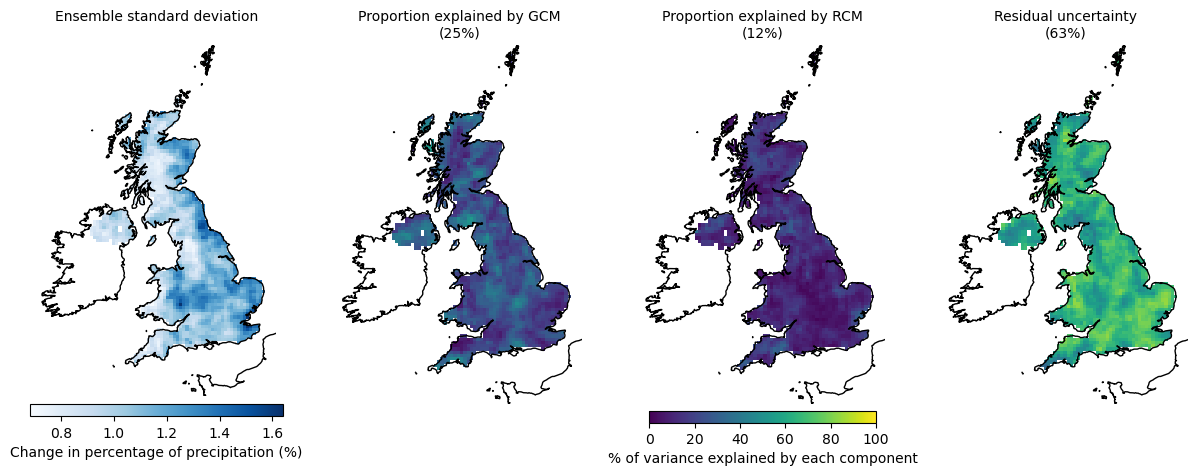 Ensemble standard deviation
Proportion explained by GCM
(25%)
Proportion explained by RCM
(12%)
Residual uncertainty
(63%)
0.8 1.0 1.2 1.4 1.6
Change in percentage of precipitation (%)
0 20 40 60 80 100
% of variance explained by each component